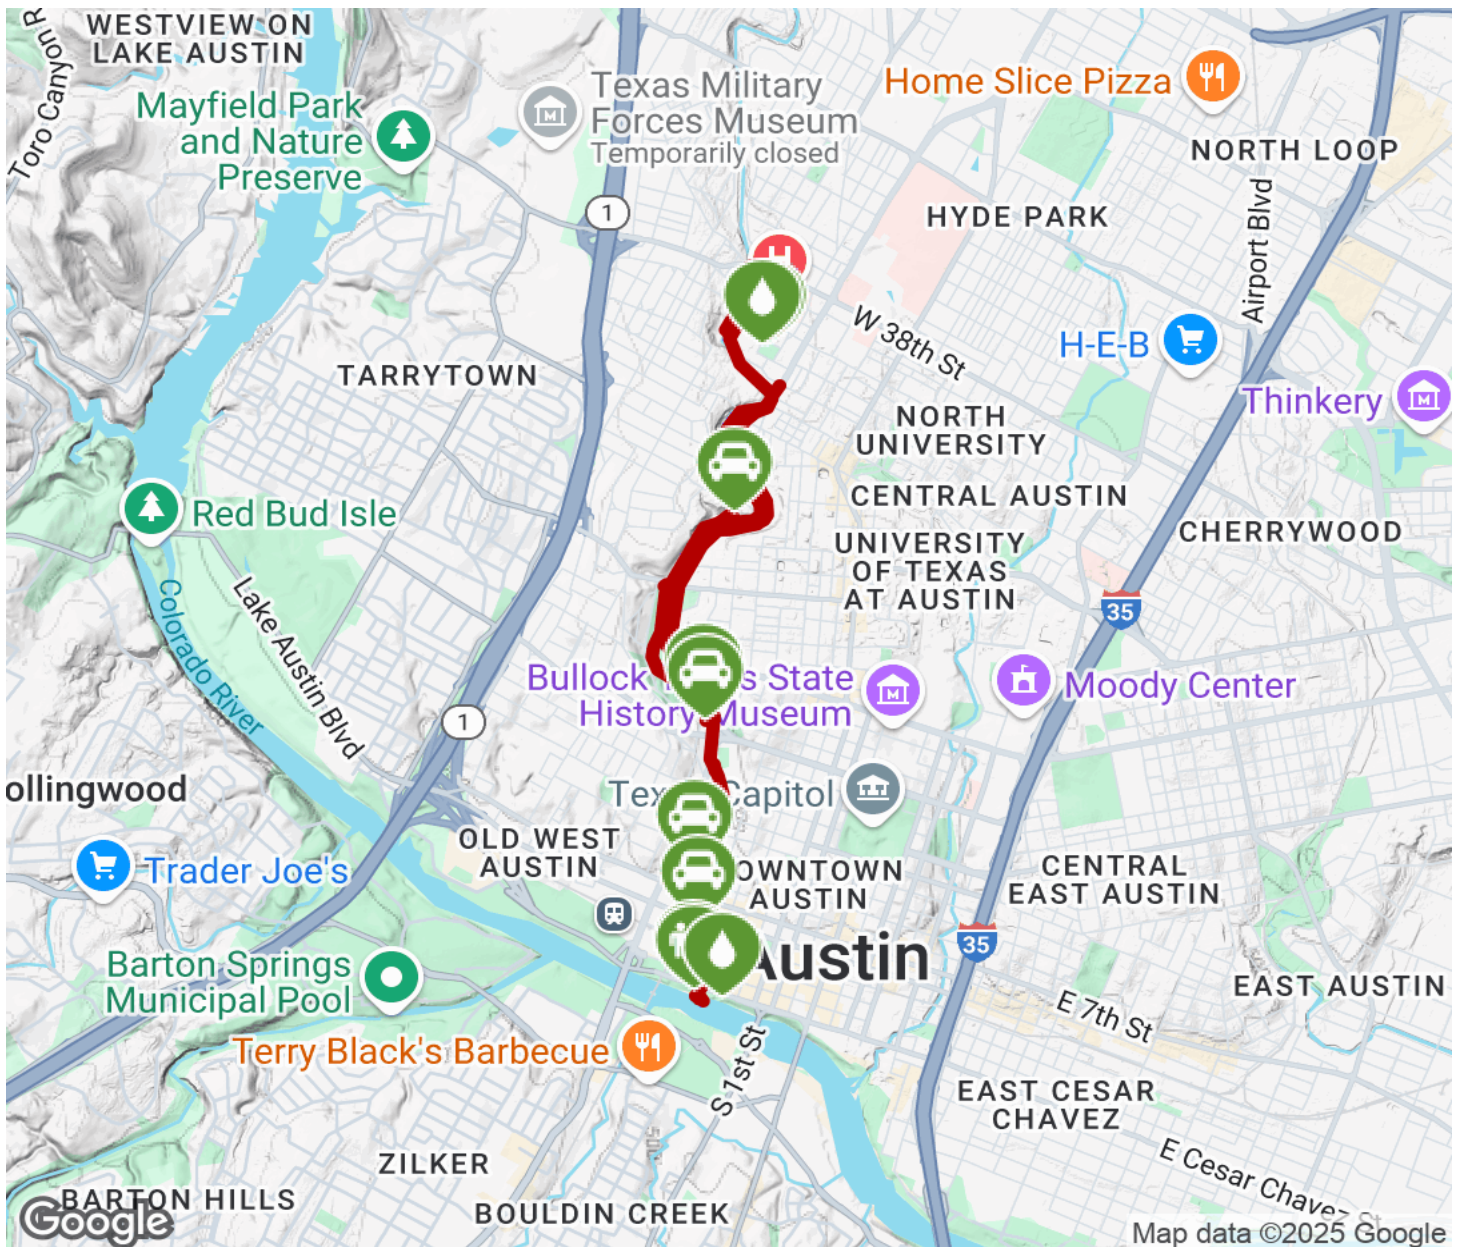 WESTVIEW ON
LAKE AUSTIN
Toro Canyon R
Mayfield Park
and Nature
Preserve
Texas Military
Forces Museum
Temporarily closed
Home Slice Pizza
NORTH LOOP
1
HYDE PARK
Airport Blvd
W 38th St
H-E-B
TARRYTOWN
Thinkery
NORTH
UNIVERSITY
CENTRAL AUSTIN
Red Bud Isle
CHERRYWOOD
UNIVERSITY
OF TEXAS
AT AUSTIN
35
Colorado River
Lake Austin Blvd
Bullock T s State
History Museum
Moody Center
1
ollingwood
Tex Capitol
OLD WEST
AUSTIN
Trader Joe's
OWNTOWN
AUSTIN
CENTRAL
EAST AUSTIN
Austin
35
Barton Springs
Municipal Pool
EAST AUSTIN
E 7th St
Terry Black's Barbecue
S 1st St
EAST CESAR
CHAVEZ
ZILKER
E Cesar Chavez St
BARTON HILLS
BOULDIN CREEK
Google
Map data ©2025 Google